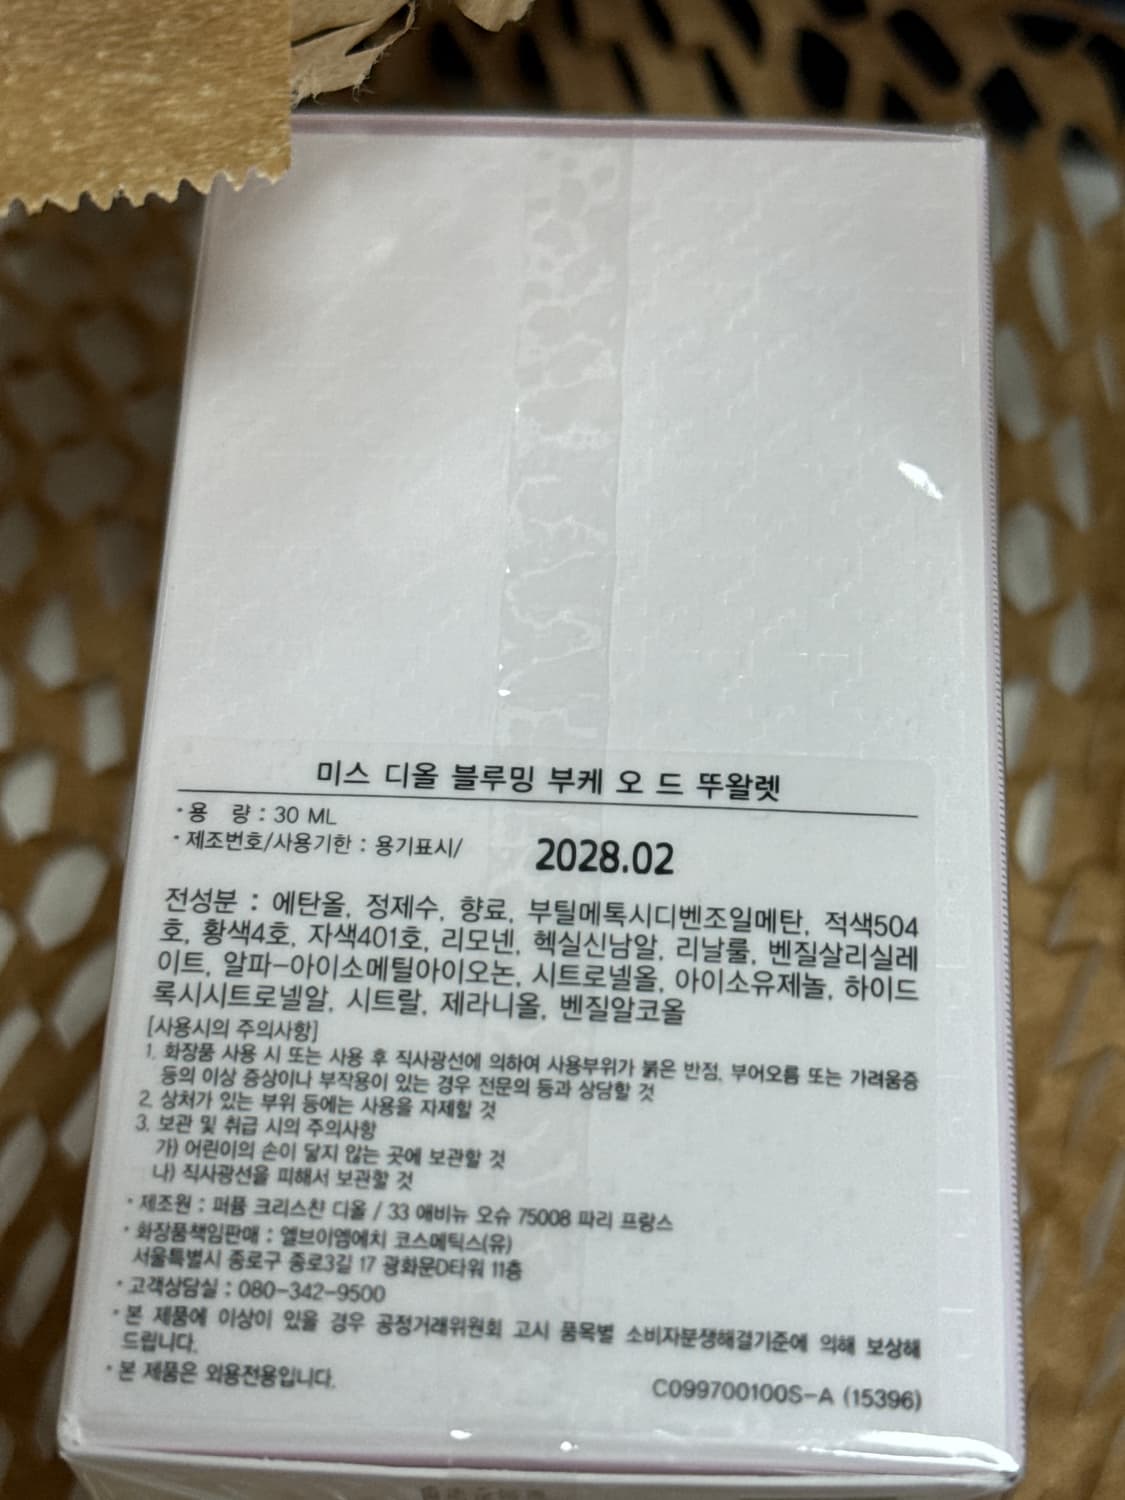 미스 디올 블루밍 부케 오 드 뚜왈렛
· 용 량 : 30 ML
· 제조번호/사용기한 : 용기표시/ 2028.02
전성분 : 에탄올, 정제수, 향료, 부틸메톡시디벤조일메탄, 적색504
호, 황색4호, 자색401호, 리모넨, 헥실신남알, 리날룰, 벤질살리실레
이트, 알파-아이소메틸아이오논, 시트로넬올, 아이소유제놀, 하이드
록시시트로넬알, 시트랄, 제라니올, 벤질알코올
[사용시의 주의사항]
1. 화장품 사용 시 또는 사용 후 직사광선에 의하여 사용부위가 붉은 반점, 부어오름 또는 가려움증
등의 이상 증상이나 부작용이 있는 경우 전문의 등과 상담할 것
2. 상처가 있는 부위 등에는 사용을 자제할 것
3. 보관 및 취급 시의 주의사항
가) 어린이의 손이 닿지 않는 곳에 보관할 것
나) 직사광선을 피해서 보관할 것
· 제조원 : 퍼퓸 크리스챤 디올 / 33 애비뉴 오슈 75008 파리 프랑스
· 화장품책임판매 : 엘브이엠에치 코스메틱스(유)
서울특별시 종로구 종로3길 17 광화문D타워 11층
· 고객상담실 : 080-342-9500
· 본 제품에 이상이 있을 경우 공정거래위원회 고시 품목별 소비자분쟁해결기준에 의해 보상해
드립니다.
· 본 제품은 외용전용입니다.
C099700100S-A (15396)